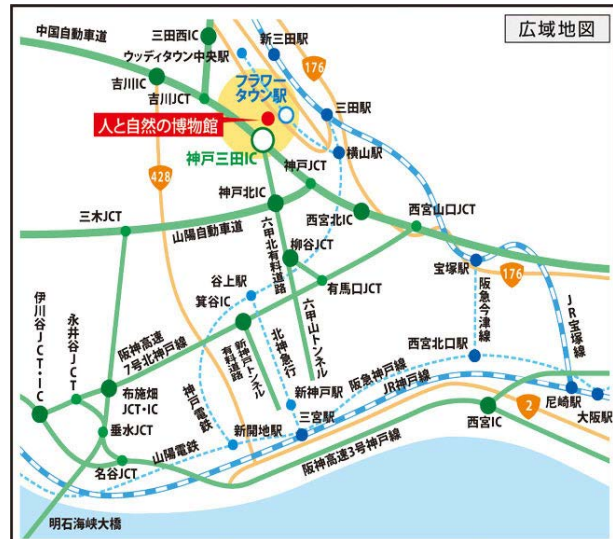 広域地図
中国自動車道
三田西IC
ウッディタウン中央駅
新三田駅
176
吉川IC
吉川JCT
フラワー
タウン駅
三田駅
人と自然の博物館
神戸三田IC
横山駅
428
神戸JCT
神戸北IC
西宮北IC
西宮山口JCT
三木JCT
山陽自動車道
六甲北有料道路
柳谷JCT
有馬口JCT
宝塚駅
176
谷上駅
箕谷IC
六甲山トンネル
阪急今津線
JR宝塚線
伊川谷JCT・IC
永井谷JCT
阪神高速
7号北神戸線
新神戸トンネル
有料道路
北神急行
西宮北口駅
布施畑
JCT・IC
神戸電鉄
新神戸駅
阪急神戸線
JR神戸線
2
尼崎駅
大阪駅
垂水JCT
山陽電鉄
新開地駅
三宮駅
西宮IC
名谷JCT
阪神高速3号神戸線
明石海峡大橋